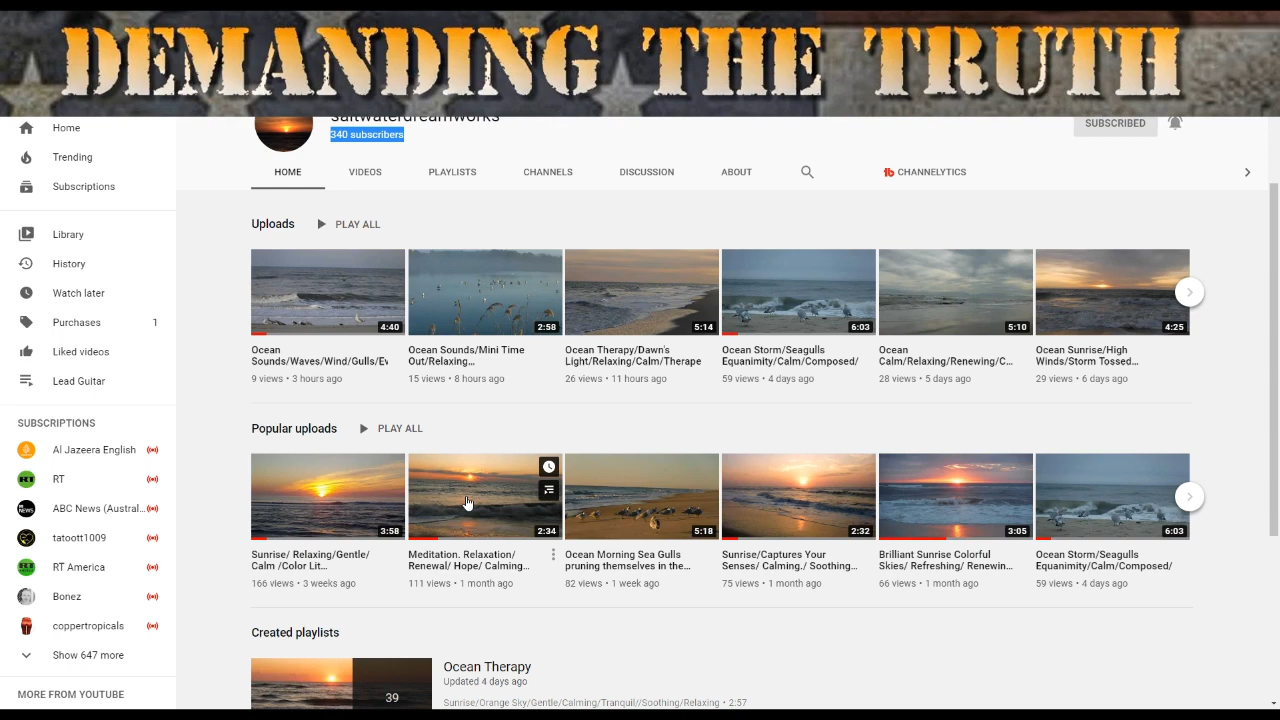 DEMANDING THE TRUTH
saltwaterdreamworks
340 subscribers
SUBSCRIBED
Home
Trending
Subscriptions
Library
History
Watch later
Purchases 1
Liked videos
Lead Guitar
SUBSCRIPTIONS
Al Jazeera English
RT
ABC News (Austral...
tatoott1009
RT America
Bonez
coppertropicals
Show 647 more
MORE FROM YOUTUBE
HOME VIDEOS PLAYLISTS CHANNELS DISCUSSION ABOUT CHANNELYTICS
Uploads PLAY ALL
4:40 2:58 5:14 6:03 5:10 4:25
Ocean
Sounds/Waves/Wind/Gulls/Ev
9 views • 3 hours ago
Ocean Sounds/Mini Time
Out/Relaxing...
15 views • 8 hours ago
Ocean Therapy/Dawn's
Light/Relaxing/Calm/Therape
26 views • 11 hours ago
Ocean Storm/Seagulls
Equanimity/Calm/Composed/
59 views • 4 days ago
Ocean
Calm/Relaxing/Renewing/C...
28 views • 5 days ago
Ocean Sunrise/High
Winds/Storm Tossed...
29 views • 6 days ago
Popular uploads PLAY ALL
3:58 2:34 5:18 2:32 3:05 6:03
Sunrise/ Relaxing/Gentle/
Calm /Color Lit...
166 views • 3 weeks ago
Meditation. Relaxation/
Renewal/ Hope/ Calming...
111 views • 1 month ago
Ocean Morning Sea Gulls
pruning themselves in the...
82 views • 1 week ago
Sunrise/Captures Your
Senses/ Calming./ Soothing...
75 views • 1 month ago
Brilliant Sunrise Colorful
Skies/ Refreshing/ Renewin...
66 views • 1 month ago
Ocean Storm/Seagulls
Equanimity/Calm/Composed/
59 views • 4 days ago
Created playlists
39
Ocean Therapy
Updated 4 days ago
Sunrise/Orange Sky/Gentle/Calming/Tranquil//Soothing/Relaxing • 2:57